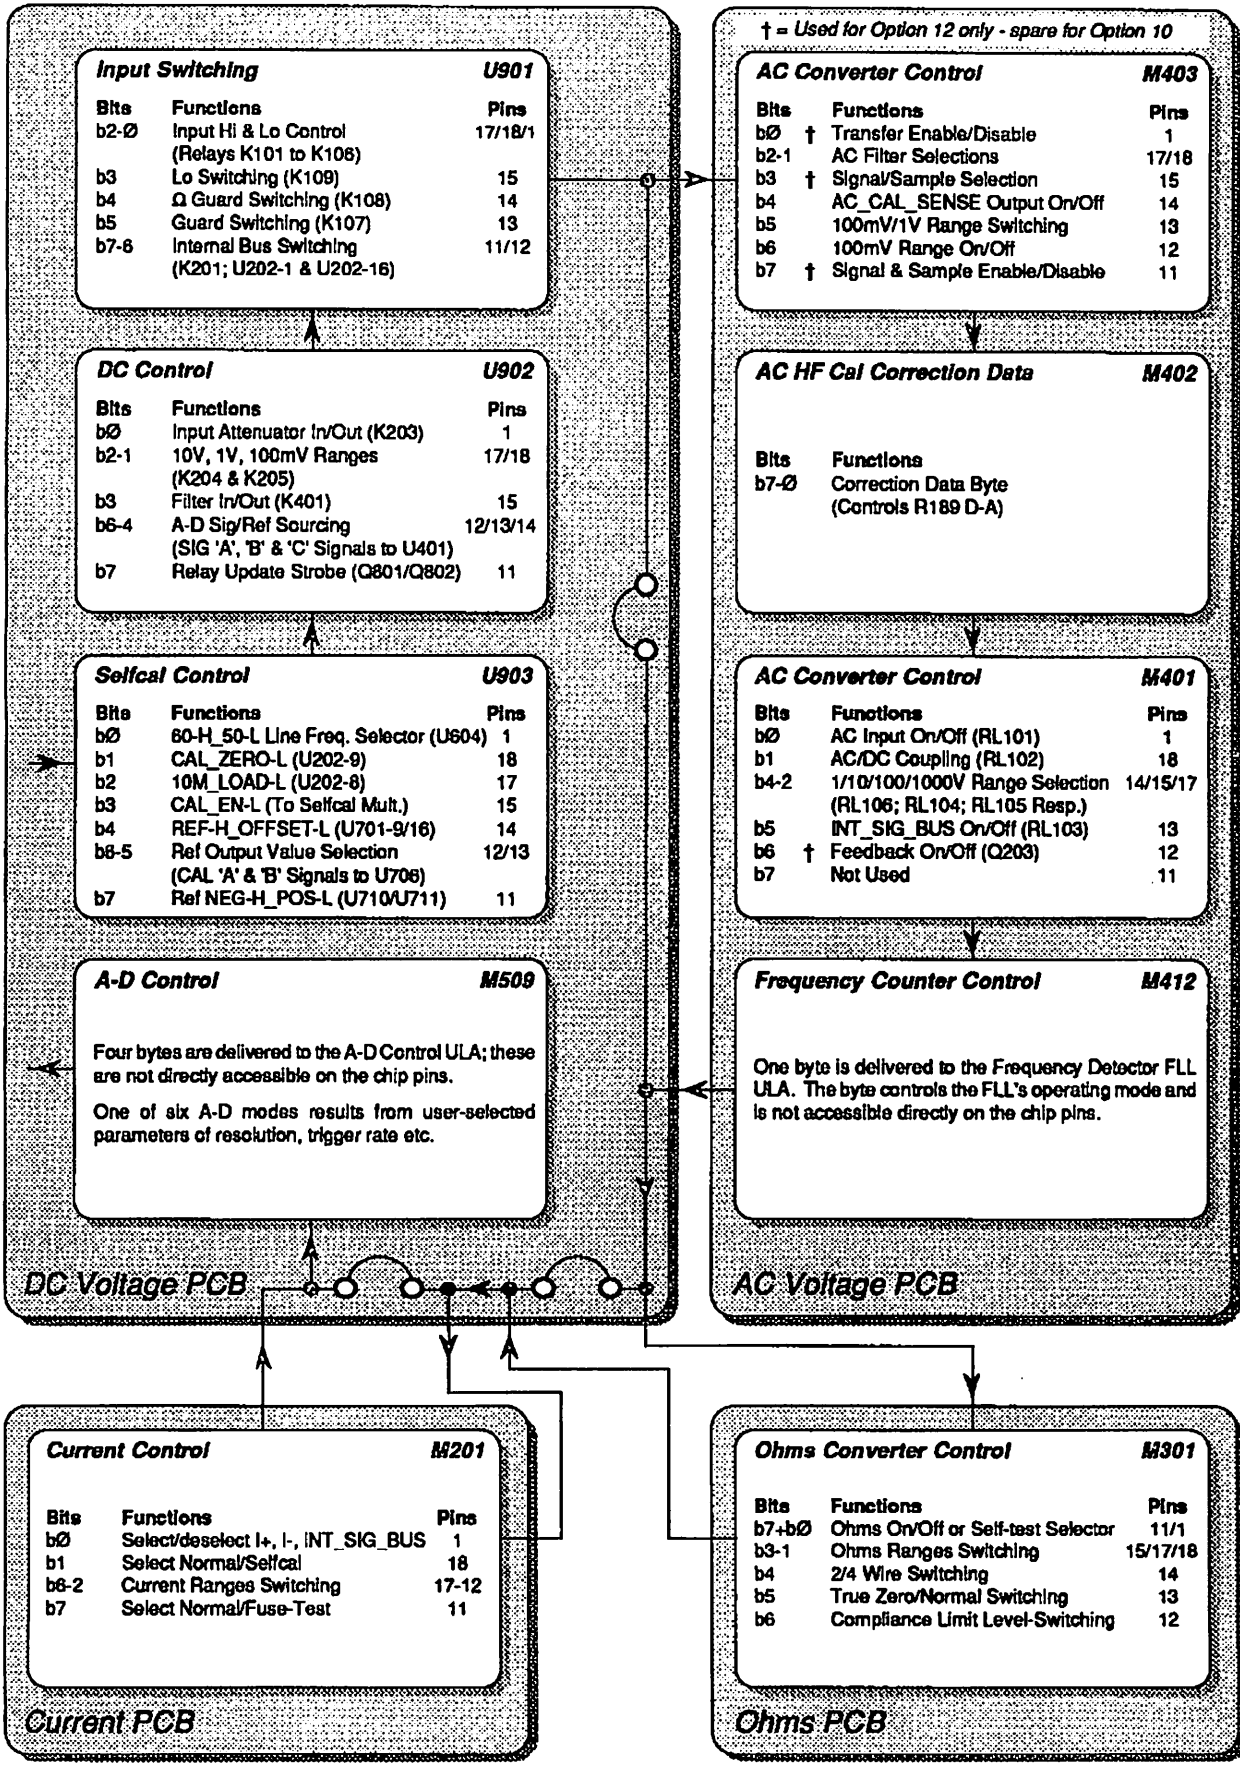 Input Switching U901
Bits Functions Pins
b2-Ø Input Hi & Lo Control 17/18/1
(Relays K101 to K106)
b3 Lo Switching (K109) 15
b4 Ω Guard Switching (K108) 14
b5 Guard Switching (K107) 13
b7-6 Internal Bus Switching 11/12
(K201; U202-1 & U202-16)
DC Control U902
Bits Functions Pins
bØ Input Attenuator In/Out (K203) 1
b2-1 10V, 1V, 100mV Ranges 17/18
(K204 & K205)
b3 Filter In/Out (K401) 15
b6-4 A-D Sig/Ref Sourcing 12/13/14
(SIG 'A', 'B' & 'C' Signals to U401)
b7 Relay Update Strobe (Q801/Q802) 11
Selfcal Control U903
Bits Functions Pins
bØ 60-H_50-L Line Freq. Selector (U604) 1
b1 CAL_ZERO-L (U202-9) 18
b2 10M_LOAD-L (U202-8) 17
b3 CAL_EN-L (To Selfcal Mult.) 15
b4 REF-H_OFFSET-L (U701-9/16) 14
b6-5 Ref Output Value Selection 12/13
(CAL 'A' & 'B' Signals to U706)
b7 Ref NEG-H_POS-L (U710/U711) 11
A-D Control M509
Four bytes are delivered to the A-D Control ULA; these
are not directly accessible on the chip pins.
One of six A-D modes results from user-selected
parameters of resolution, trigger rate etc.
DC Voltage PCB
† = Used for Option 12 only - spare for Option 10
AC Converter Control M403
Bits Functions Pins
bØ † Transfer Enable/Disable 1
b2-1 AC Filter Selections 17/18
b3 † Signal/Sample Selection 15
b4 AC_CAL_SENSE Output On/Off 14
b5 100mV/1V Range Switching 13
b6 100mV Range On/Off 12
b7 † Signal & Sample Enable/Disable 11
AC HF Cal Correction Data M402
Bits Functions
b7-Ø Correction Data Byte
(Controls R189 D-A)
AC Converter Control M401
Bits Functions Pins
bØ AC Input On/Off (RL101) 1
b1 AC/DC Coupling (RL102) 18
b4-2 1/10/100/1000V Range Selection 14/15/17
(RL106; RL104; RL105 Resp.)
b5 INT_SIG_BUS On/Off (RL103) 13
b6 † Feedback On/Off (Q203) 12
b7 Not Used 11
Frequency Counter Control M412
One byte is delivered to the Frequency Detector FLL
ULA. The byte controls the FLL's operating mode and
is not accessible directly on the chip pins.
AC Voltage PCB
Current Control M201
Bits Functions Pins
bØ Select/deselect I+, I-, INT_SIG_BUS 1
b1 Select Normal/Selfcal 18
b6-2 Current Ranges Switching 17-12
b7 Select Normal/Fuse-Test 11
Current PCB
Ohms Converter Control M301
Bits Functions Pins
b7+bØ Ohms On/Off or Self-test Selector 11/1
b3-1 Ohms Ranges Switching 15/17/18
b4 2/4 Wire Switching 14
b5 True Zero/Normal Switching 13
b6 Compliance Limit Level-Switching 12
Ohms PCB